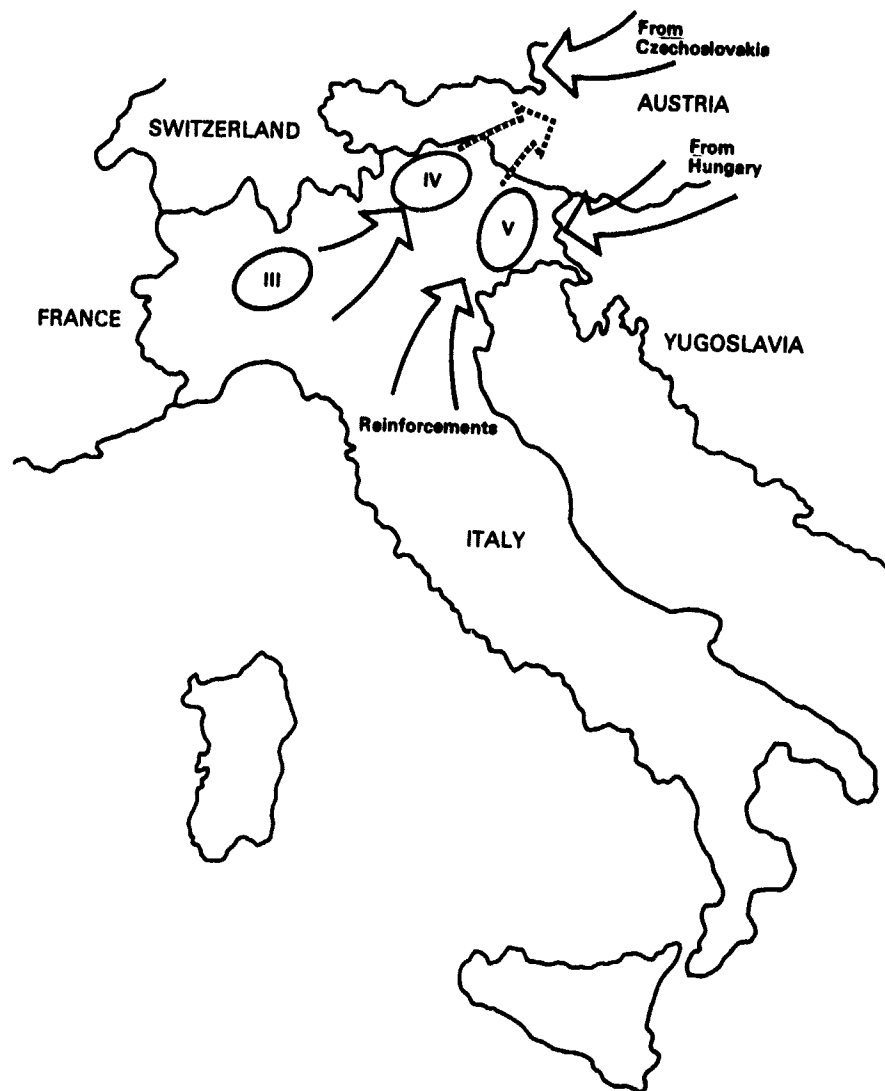 From
Czechoslovakia
AUSTRIA
SWITZERLAND
From
Hungary
IV
V
III
FRANCE
YUGOSLAVIA
Reinforcements
ITALY